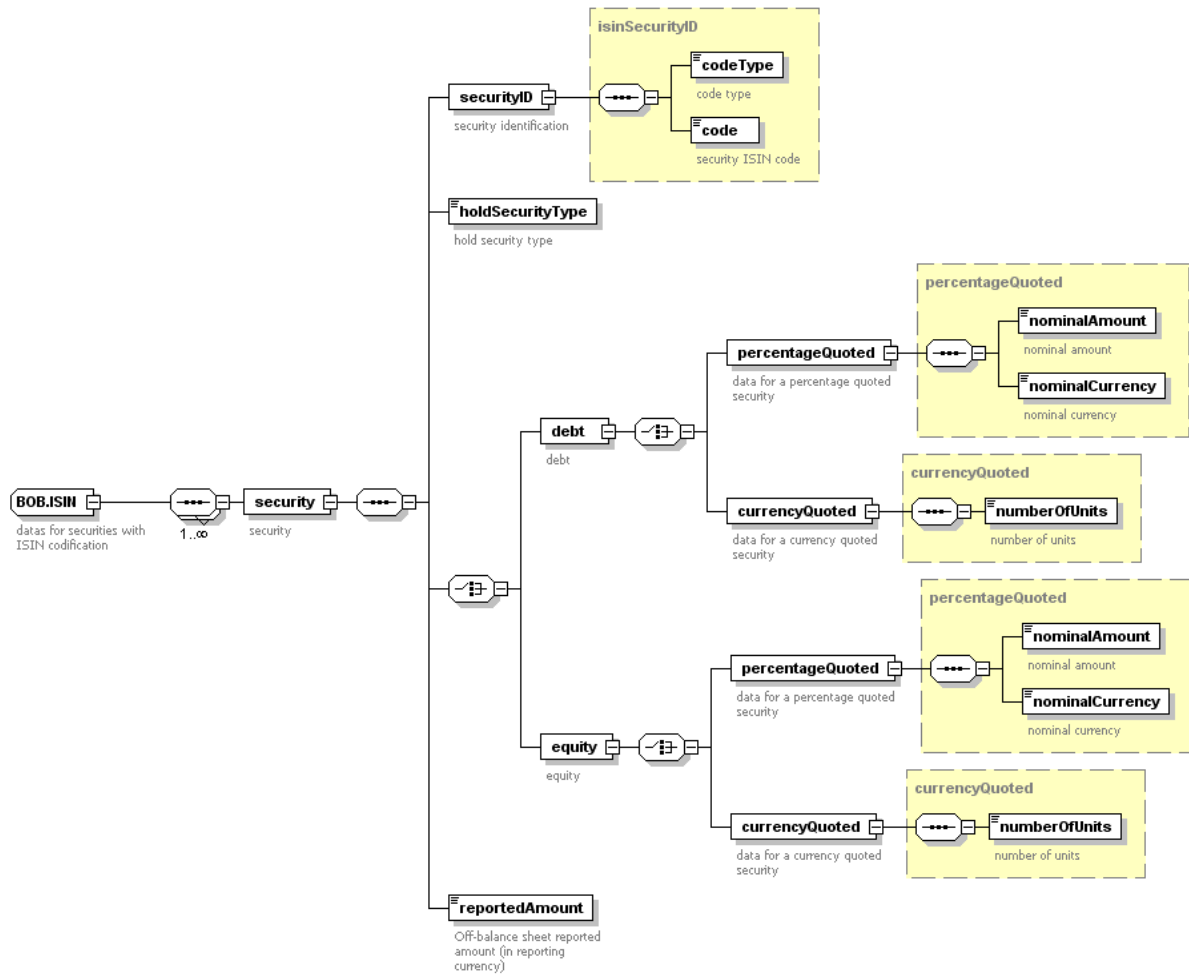 isinSecurityID
codeType
code type
securityID
security identification
code
security ISIN code
holdSecurityType
hold security type
percentageQuoted
nominalAmount
nominal amount
percentageQuoted
data for a percentage quoted
security
nominalCurrency
nominal currency
debt
debt
currencyQuoted
currencyQuoted
data for a currency quoted
security
numberOfUnits
number of units
BOB.ISIN
datas for securities with
ISIN codification
1..∞
security
security
percentageQuoted
nominalAmount
nominal amount
percentageQuoted
data for a percentage quoted
security
nominalCurrency
nominal currency
equity
equity
currencyQuoted
currencyQuoted
data for a currency quoted
security
numberOfUnits
number of units
reportedAmount
Off-balance sheet reported
amount (in reporting
currency)